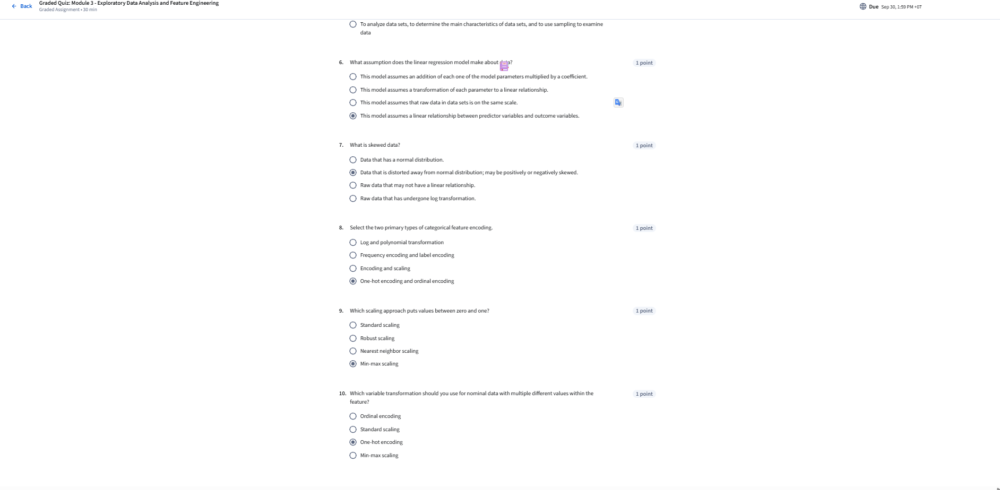 Back
Graded Quiz: Module 3 - Exploratory Data Analysis and Feature Engineering
Graded Assignment • 30 min
Due Sep 30, 1:59 PM +07
To analyze data sets, to determine the main characteristics of data sets, and to use sampling to examine
data
6. What assumption does the linear regression model make about
1 point
This model assumes an addition of each one of the model parameters multiplied by a coefficient.
This model assumes a transformation of each parameter to a linear relationship.
This model assumes that raw data in data sets is on the same scale.
This model assumes a linear relationship between predictor variables and outcome variables.
7. What is skewed data?
1 point
Data that has a normal distribution.
Data that is distorted away from normal distribution; may be positively or negatively skewed.
Raw data that may not have a linear relationship.
Raw data that has undergone log transformation.
8. Select the two primary types of categorical feature encoding.
1 point
Log and polynomial transformation
Frequency encoding and label encoding
Encoding and scaling
One-hot encoding and ordinal encoding
9. Which scaling approach puts values between zero and one?
1 point
Standard scaling
Robust scaling
Nearest neighbor scaling
Min-max scaling
10. Which variable transformation should you use for nominal data with multiple different values within the
feature?
1 point
Ordinal encoding
Standard scaling
One-hot encoding
Min-max scaling